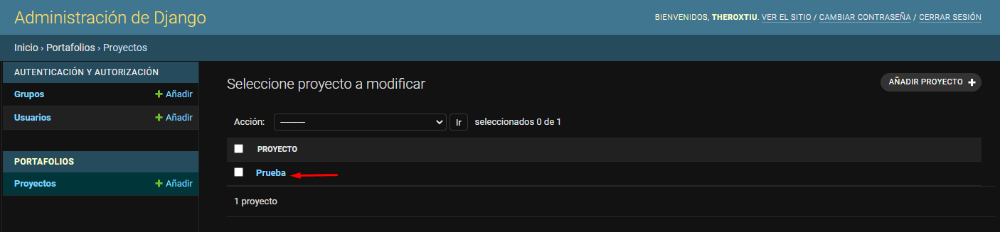 Administración de Django
BIENVENIDOS, THEROXTIU. VER EL SITIO / CAMBIAR CONTRASEÑA / CERRAR SESIÓN
Inicio › Portafolios › Proyectos
AUTENTICACIÓN Y AUTORIZACIÓN
Grupos + Añadir
Usuarios + Añadir
PORTAFOLIOS
Proyectos + Añadir
Seleccione proyecto a modificar
AÑADIR PROYECTO +
Acción: --------- Ir seleccionados 0 de 1
PROYECTO
Prueba
1 proyecto